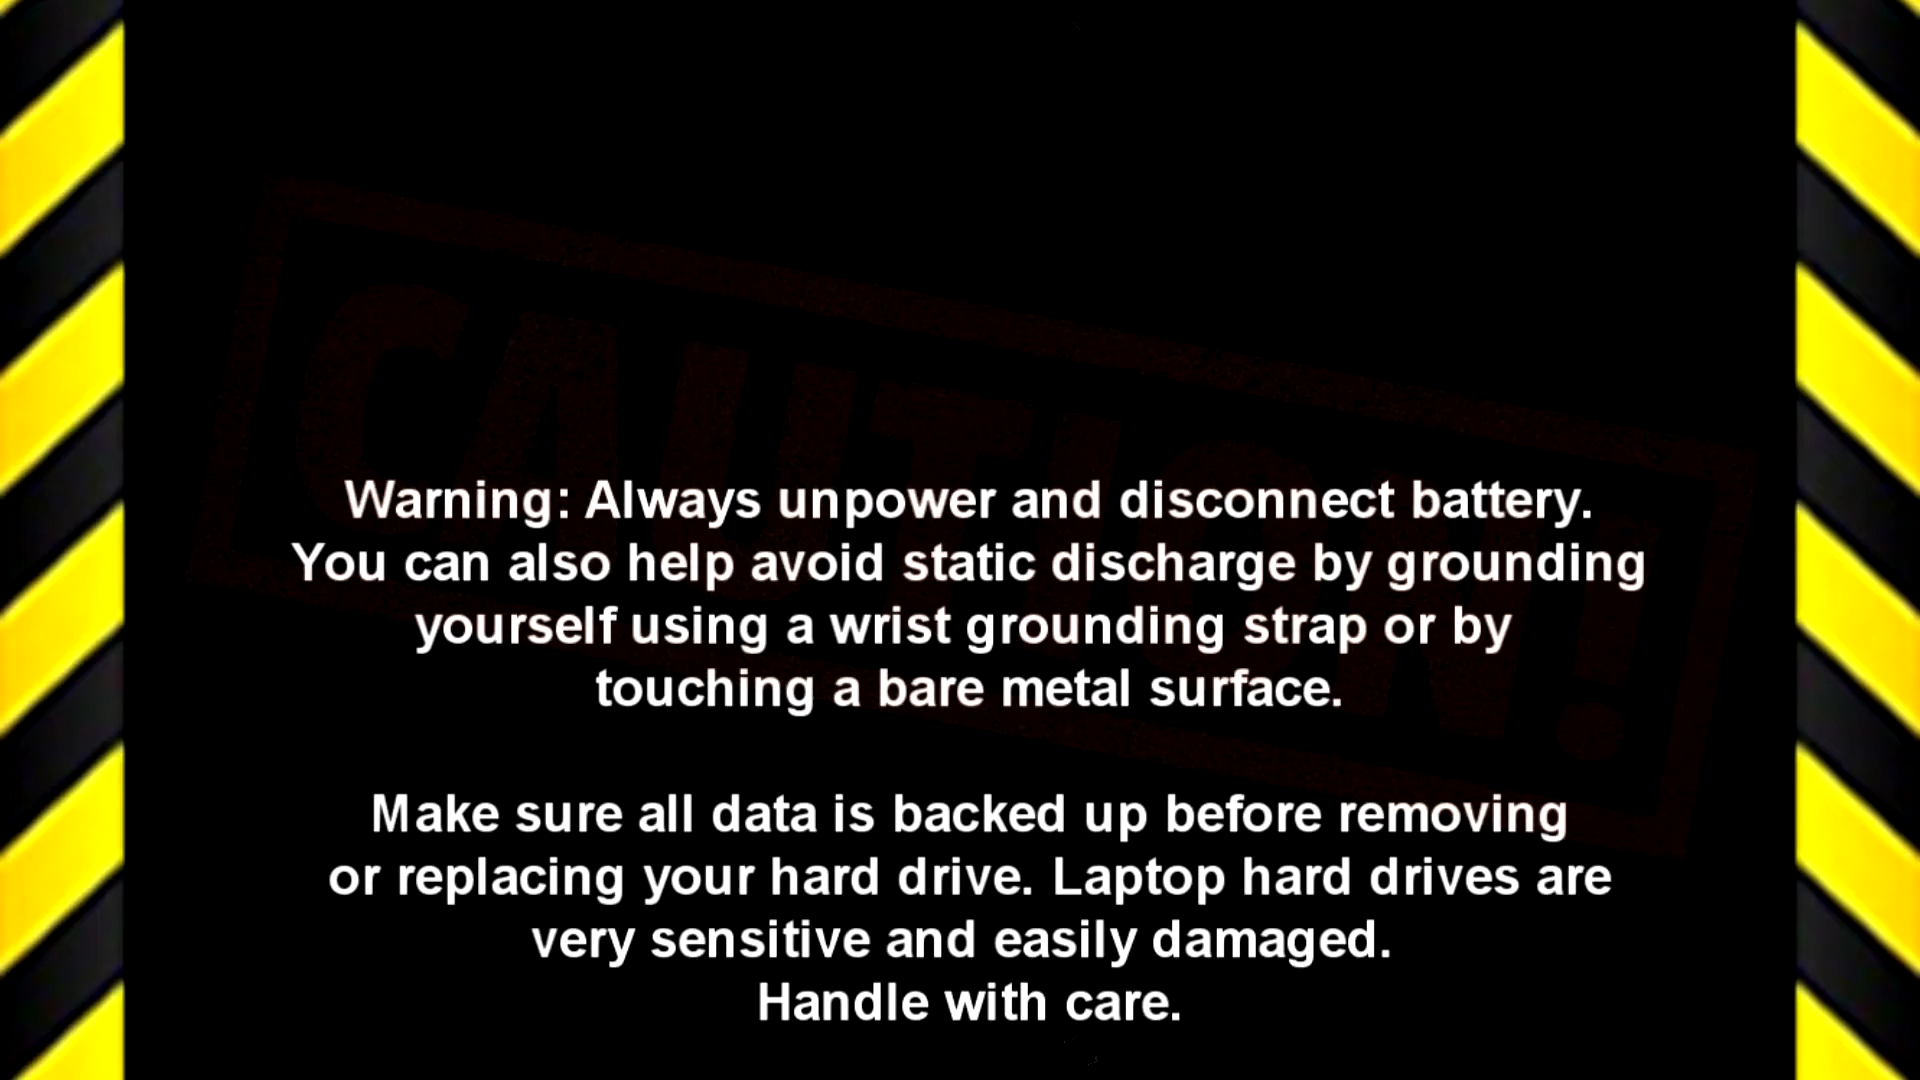 CAUTION!
Warning: Always unpower and disconnect battery.
You can also help avoid static discharge by grounding
yourself using a wrist grounding strap or by
touching a bare metal surface.
Make sure all data is backed up before removing
or replacing your hard drive. Laptop hard drives are
very sensitive and easily damaged.
Handle with care.